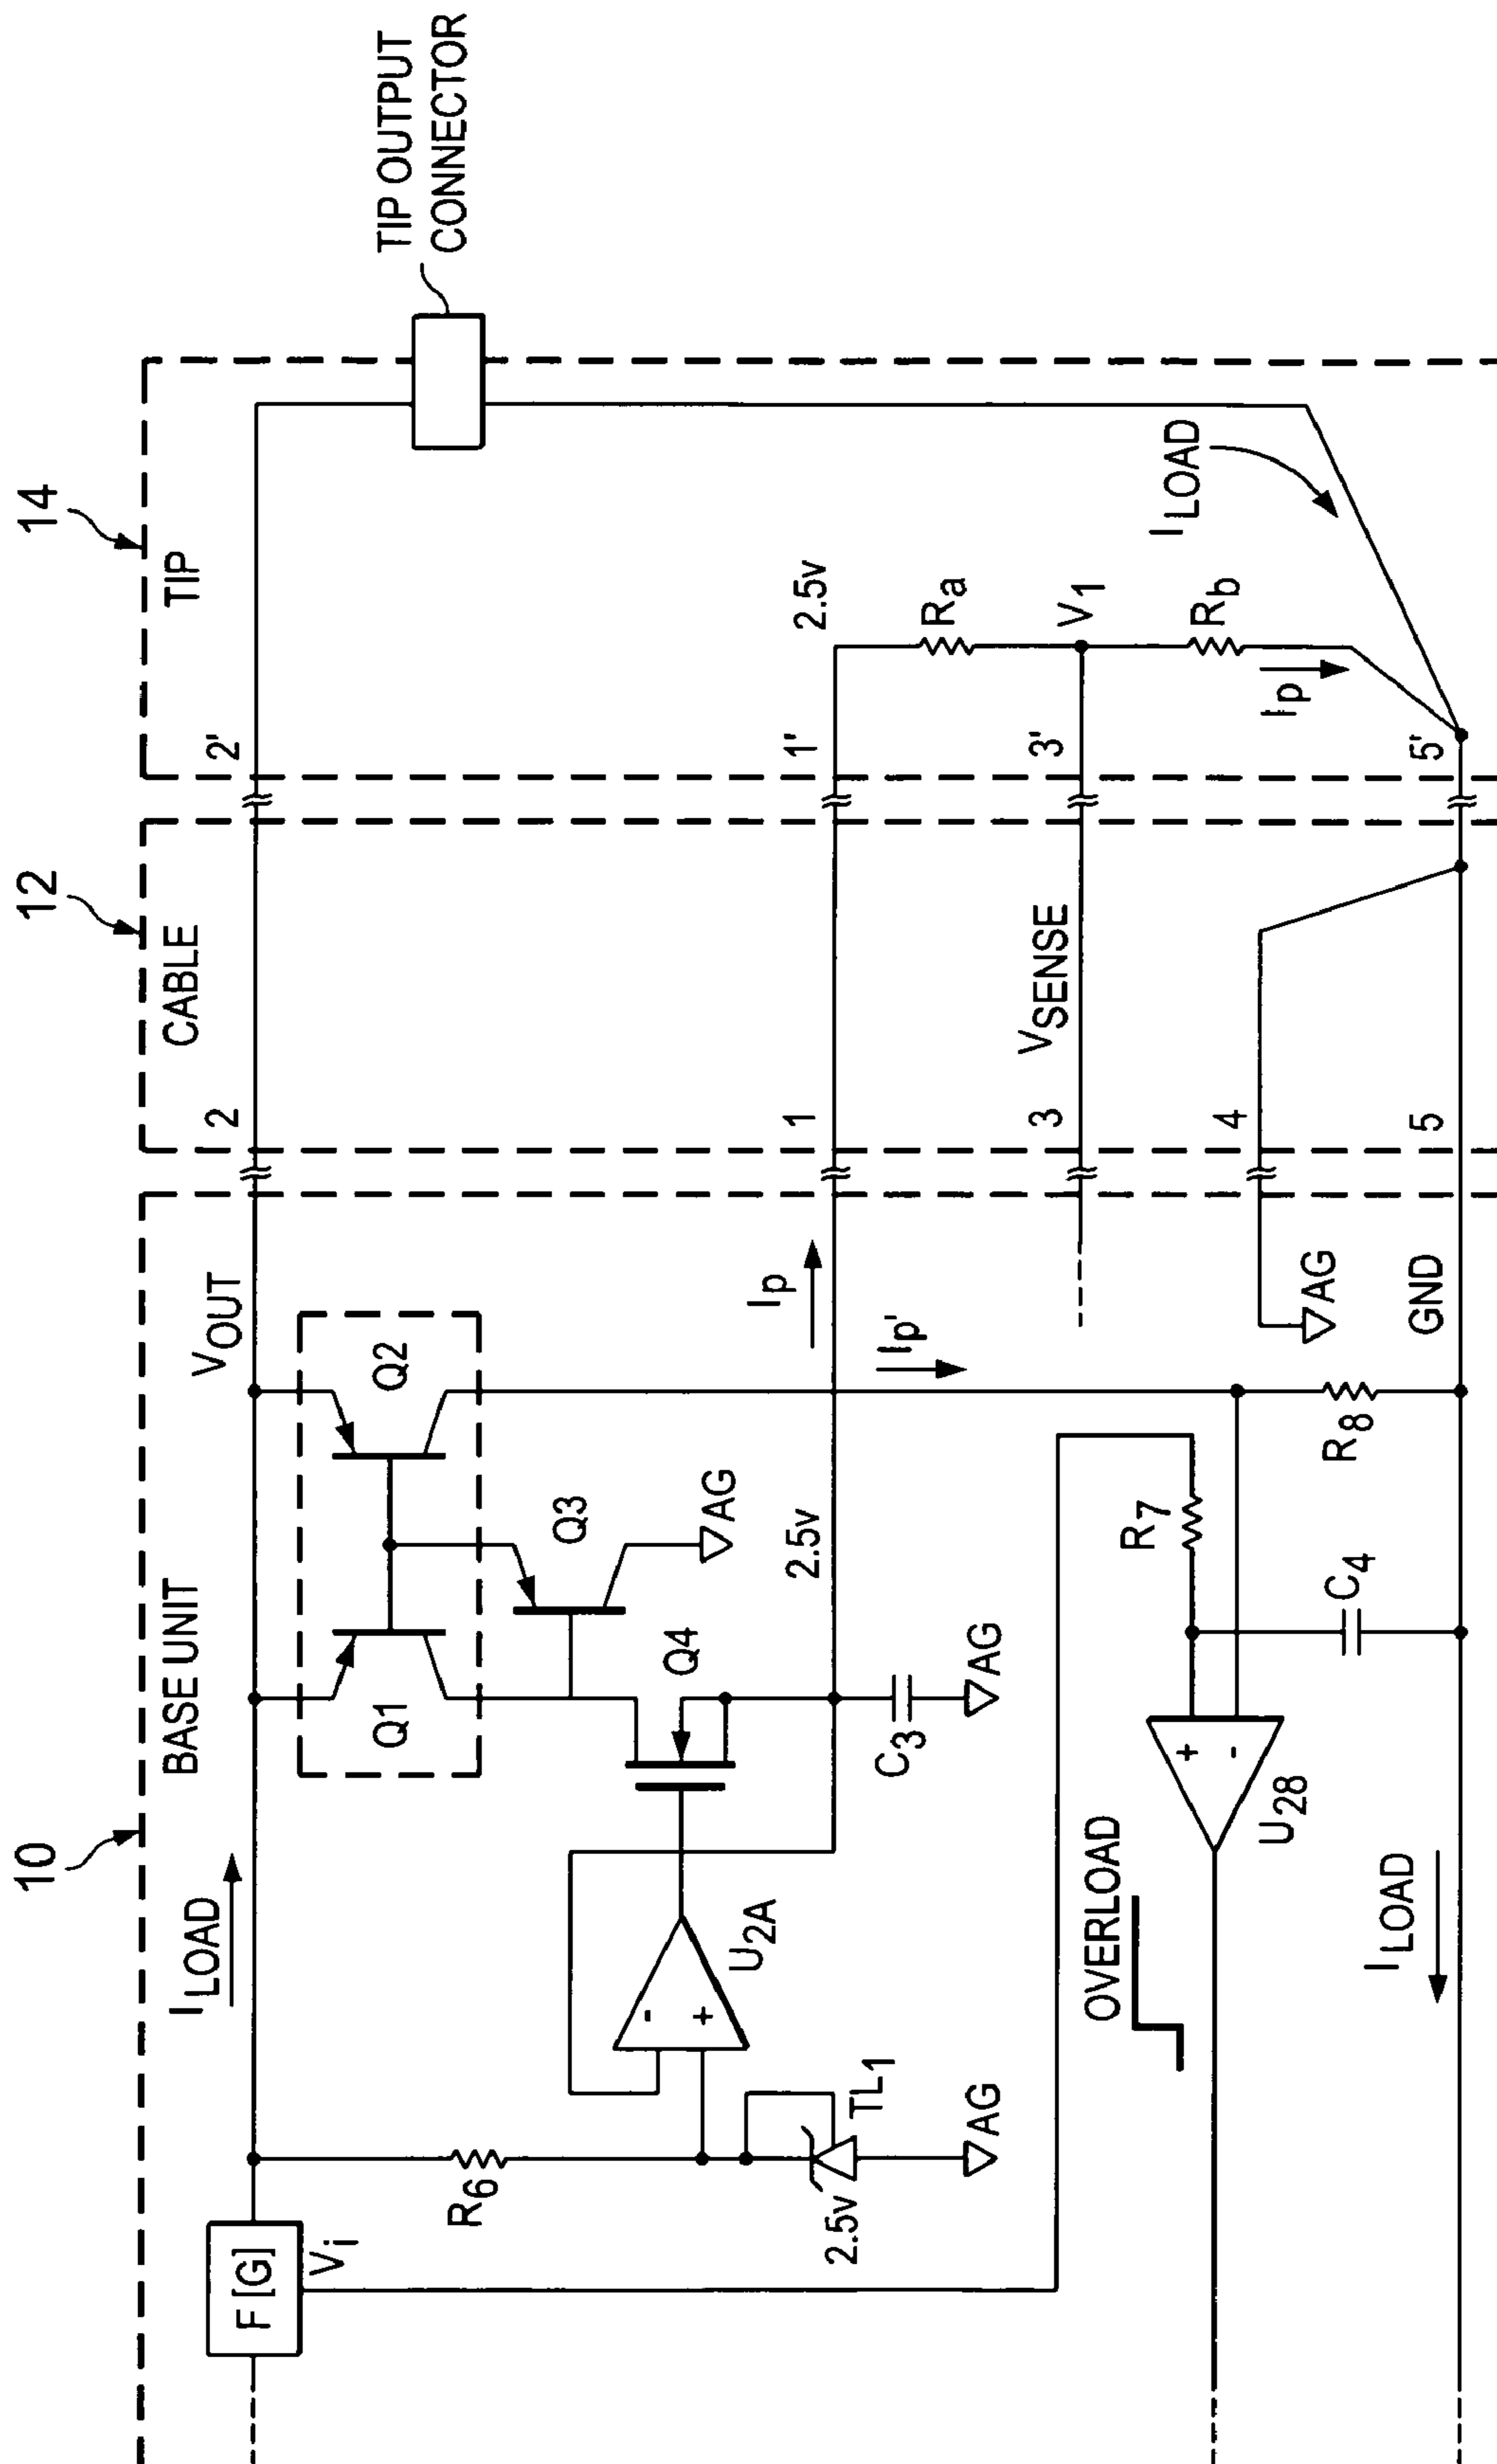 10
12
14
BASE UNIT
CABLE
TIP
F [G]
Vi
ILOAD
VOUT
2
2'
TIP OUTPUT
CONNECTOR
Q1
Q2
Q3
AG
R6
Q4
U2A
-
+
2.5v
TL1
AG
C3
AG
2.5v
Ip
Ip'
1
1'
2.5v
Ra
VSENSE
3
3'
V1
Rb
Ip
ILOAD
OVERLOAD
R7
+
-
U28
C4
R8
AG
4
GND
5
5'
ILOAD